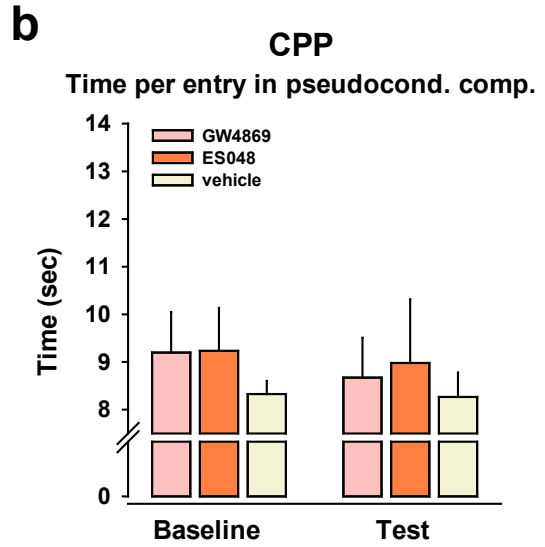 b
CPP
Time per entry in pseudocond. comp.
14
13
12
11
10
9
8
0
Time (sec)
GW4869
ES048
vehicle
Baseline
Test